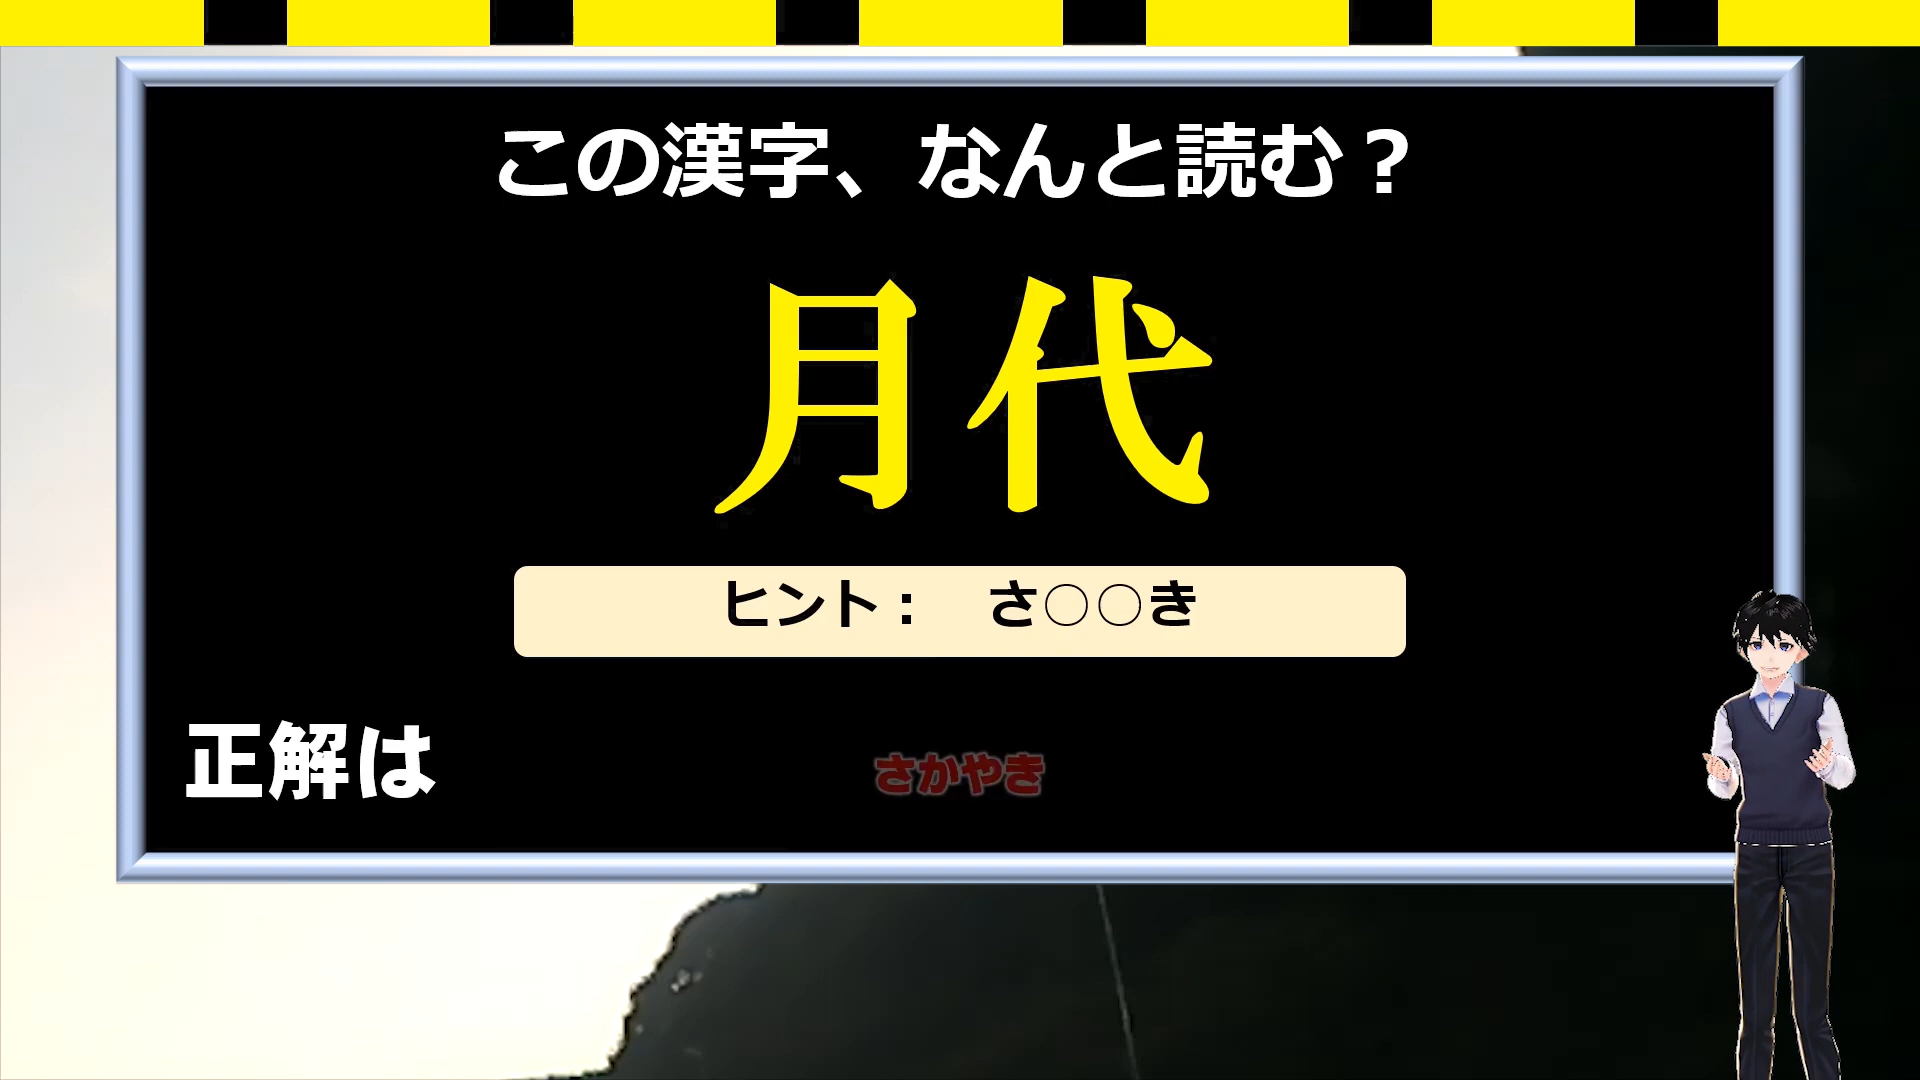 この漢字、なんと読む？
月代
ヒント：　さ○○き
正解は
さかやき